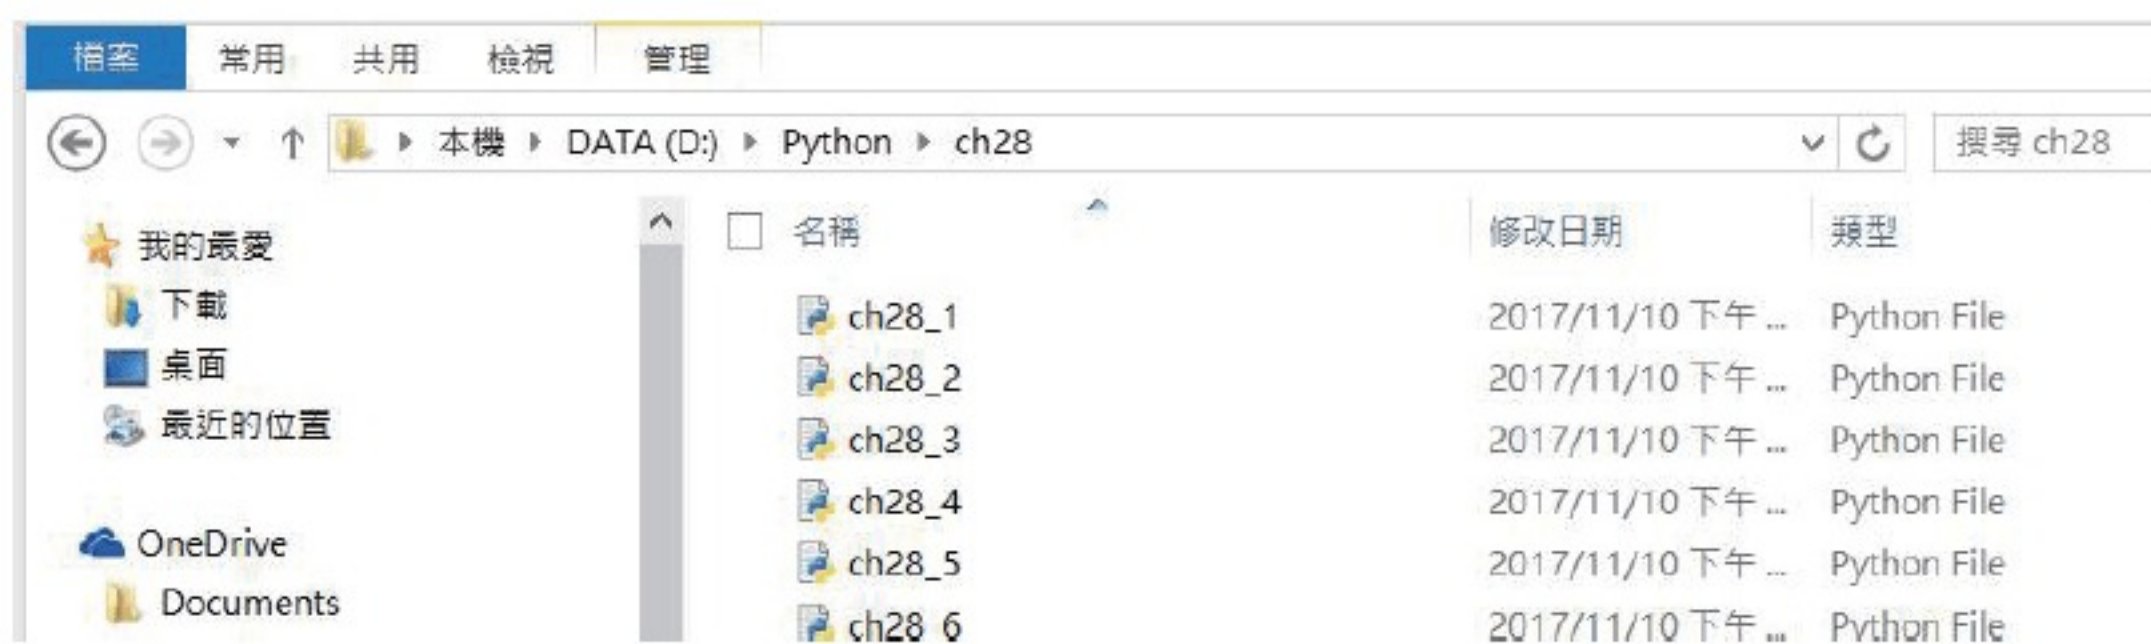 檔案 常用 共用 檢視 管理
本機 DATA (D:) Python ch28 搜尋 ch28
我的最愛
下載
桌面
最近的位置
OneDrive
Documents
名稱 修改日期 類型
ch28_1 2017/11/10 下午 ... Python File
ch28_2 2017/11/10 下午 ... Python File
ch28_3 2017/11/10 下午 ... Python File
ch28_4 2017/11/10 下午 ... Python File
ch28_5 2017/11/10 下午 ... Python File
ch28_6 2017/11/10 下午 ... Python File